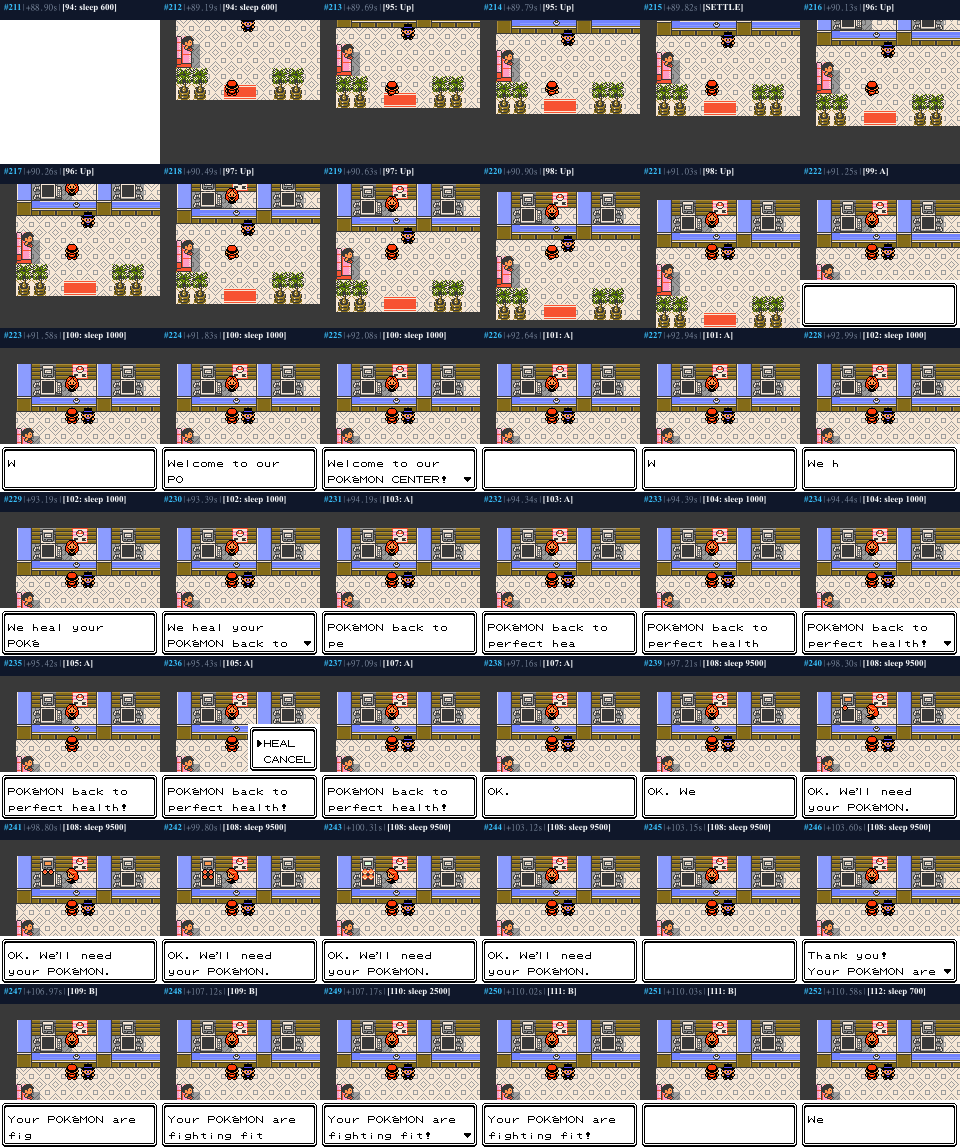 #211 |+88.90s| [94: sleep 600]
#212 |+89.19s| [94: sleep 600]
#213 |+89.69s| [95: Up]
#214 |+89.79s| [95: Up]
#215 |+89.82s| [SETTLE]
#216 |+90.13s| [96: Up]
#217 |+90.26s| [96: Up]
#218 |+90.49s| [97: Up]
#219 |+90.63s| [97: Up]
#220 |+90.90s| [98: Up]
#221 |+91.03s| [98: Up]
#222 |+91.25s| [99: A]
#223 |+91.58s| [100: sleep 1000]
#224 |+91.83s| [100: sleep 1000]
#225 |+92.08s| [100: sleep 1000]
#226 |+92.64s| [101: A]
#227 |+92.94s| [101: A]
#228 |+92.99s| [102: sleep 1000]
W
Welcome to our
PO
Welcome to our
POKéMON CENTER!
W
We h
#229 |+93.19s| [102: sleep 1000]
#230 |+93.39s| [102: sleep 1000]
#231 |+94.19s| [103: A]
#232 |+94.34s| [103: A]
#233 |+94.39s| [104: sleep 1000]
#234 |+94.44s| [104: sleep 1000]
We heal your
POKé
We heal your
POKéMON back to
POKéMON back to
pe
POKéMON back to
perfect hea
POKéMON back to
perfect health
POKéMON back to
perfect health!
#235 |+95.42s| [105: A]
#236 |+95.43s| [105: A]
#237 |+97.09s| [107: A]
#238 |+97.16s| [107: A]
#239 |+97.21s| [108: sleep 9500]
#240 |+98.30s| [108: sleep 9500]
HEAL
CANCEL
POKéMON back to
perfect health!
POKéMON back to
perfect health!
POKéMON back to
perfect health!
OK.
OK. We
OK. We'll need
your POKéMON.
#241 |+98.80s| [108: sleep 9500]
#242 |+99.80s| [108: sleep 9500]
#243 |+100.31s| [108: sleep 9500]
#244 |+103.12s| [108: sleep 9500]
#245 |+103.15s| [108: sleep 9500]
#246 |+103.60s| [108: sleep 9500]
OK. We'll need
your POKéMON.
OK. We'll need
your POKéMON.
OK. We'll need
your POKéMON.
OK. We'll need
your POKéMON.
Thank you!
Your POKéMON are
#247 |+106.97s| [109: B]
#248 |+107.12s| [109: B]
#249 |+107.17s| [110: sleep 2500]
#250 |+110.02s| [111: B]
#251 |+110.03s| [111: B]
#252 |+110.58s| [112: sleep 700]
Your POKéMON are
fig
Your POKéMON are
fighting fit
Your POKéMON are
fighting fit!
Your POKéMON are
fighting fit!
We